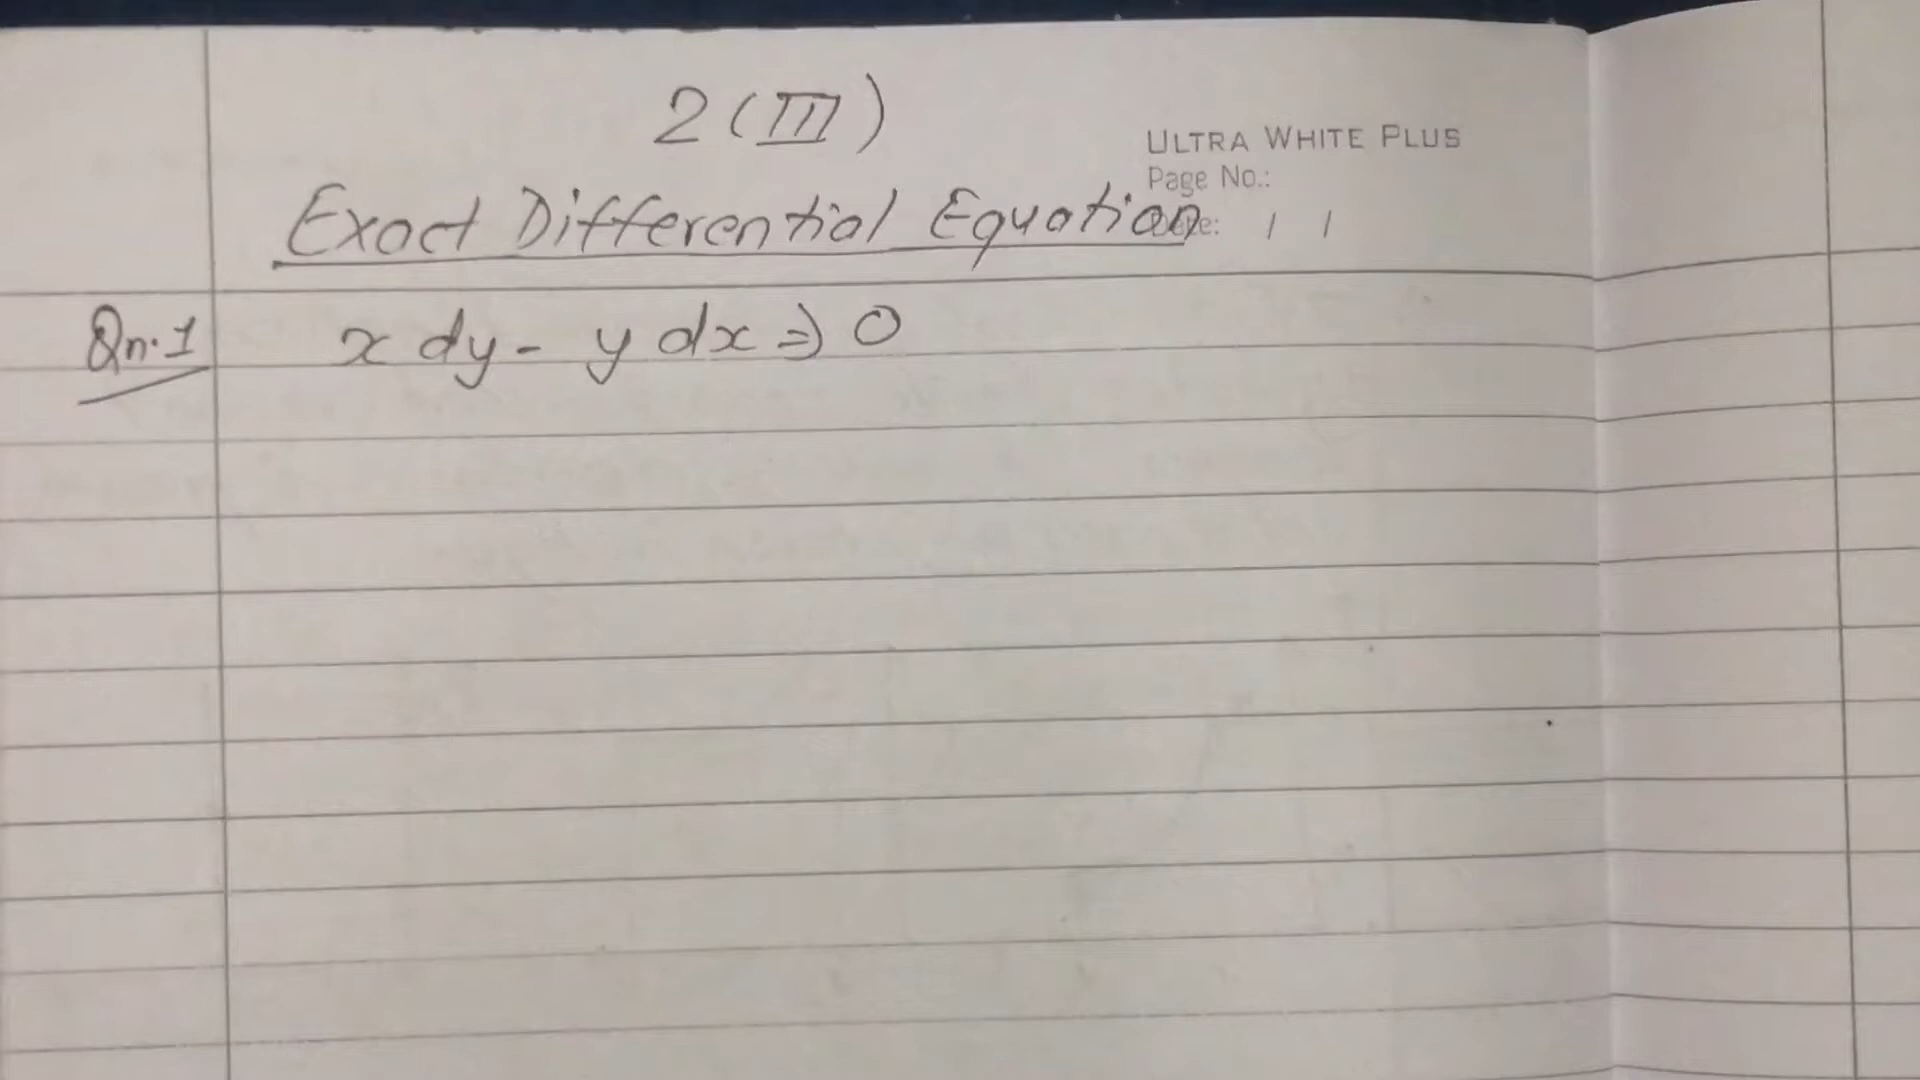 2 (III)
ULTRA WHITE PLUS
Page No.:
Exact Differential Equation
/ /
Qn.1 x dy - y dx => 0